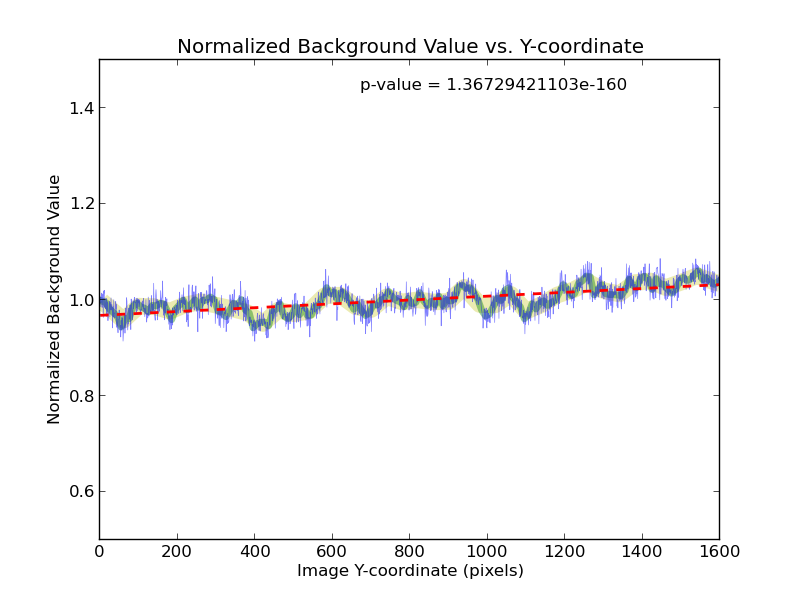 Normalized Background Value vs. Y-coordinate
p-value = 1.36729421103e-160
Normalized Background Value
1.4
1.2
1.0
0.8
0.6
0 200 400 600 800 1000 1200 1400 1600
Image Y-coordinate (pixels)